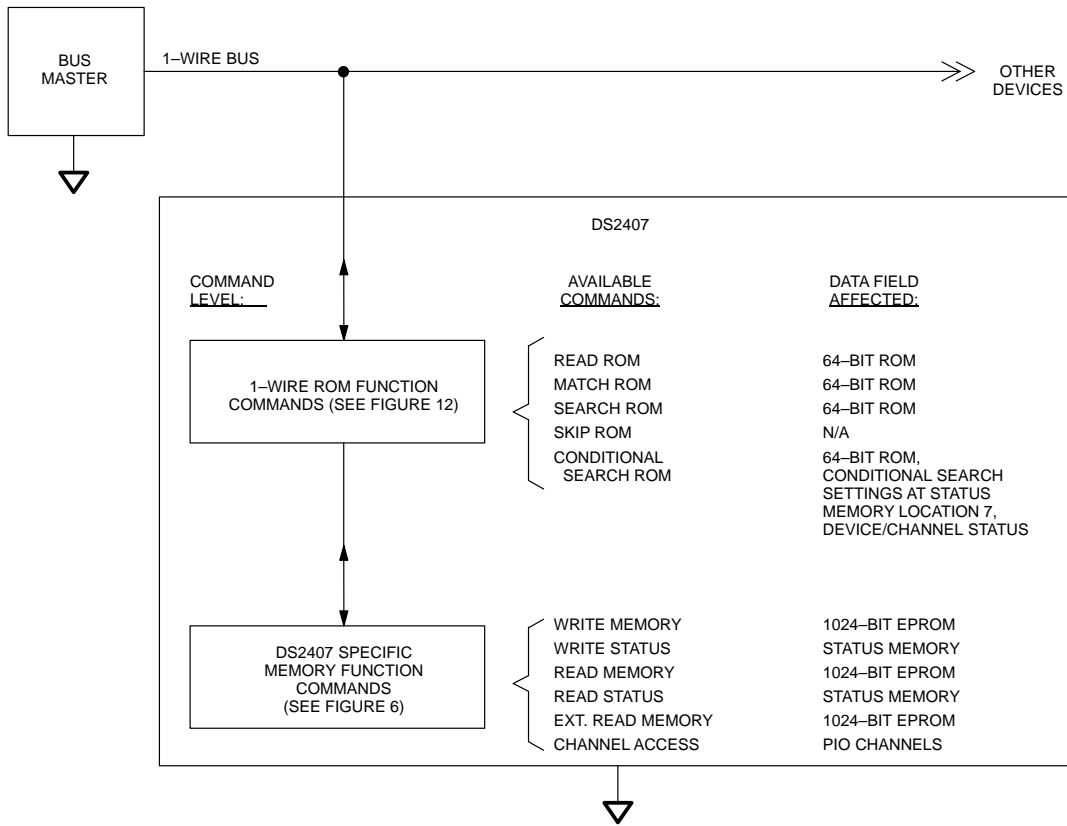 BUS
MASTER
1–WIRE BUS
OTHER
DEVICES
DS2407
COMMAND
LEVEL:
AVAILABLE
COMMANDS:
DATA FIELD
AFFECTED:
1–WIRE ROM FUNCTION
COMMANDS (SEE FIGURE 12)
READ ROM
64–BIT ROM
MATCH ROM
64–BIT ROM
SEARCH ROM
64–BIT ROM
SKIP ROM
N/A
CONDITIONAL
SEARCH ROM
64–BIT ROM,
CONDITIONAL SEARCH
SETTINGS AT STATUS
MEMORY LOCATION 7,
DEVICE/CHANNEL STATUS
DS2407 SPECIFIC
MEMORY FUNCTION
COMMANDS
(SEE FIGURE 6)
WRITE MEMORY
1024–BIT EPROM
WRITE STATUS
STATUS MEMORY
READ MEMORY
1024–BIT EPROM
READ STATUS
STATUS MEMORY
EXT. READ MEMORY
1024–BIT EPROM
CHANNEL ACCESS
PIO CHANNELS